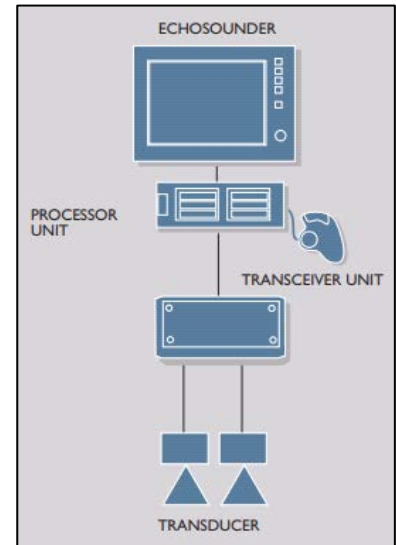 ECHOSOUNDER
PROCESSOR
UNIT
TRANSCEIVER UNIT
TRANSDUCER